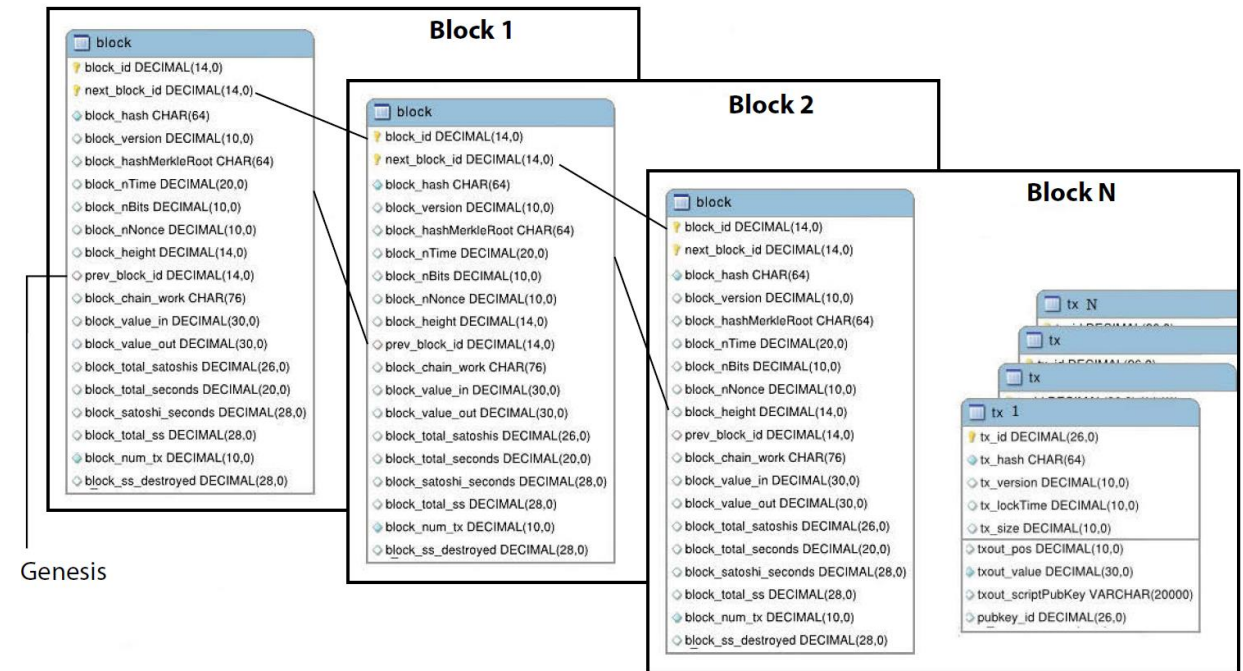 Block 1
block
block_id DECIMAL(14,0)
next_block_id DECIMAL(14,0)
block_hash CHAR(64)
block_version DECIMAL(10,0)
block_hashMerkleRoot CHAR(64)
block_nTime DECIMAL(20,0)
block_nBits DECIMAL(10,0)
block_nNonce DECIMAL(10,0)
block_height DECIMAL(14,0)
prev_block_id DECIMAL(14,0)
block_chain_work CHAR(76)
block_value_in DECIMAL(30,0)
block_value_out DECIMAL(30,0)
block_total_satoshis DECIMAL(26,0)
block_total_seconds DECIMAL(20,0)
block_satoshi_seconds DECIMAL(28,0)
block_total_ss DECIMAL(28,0)
block_num_tx DECIMAL(10,0)
block_ss_destroyed DECIMAL(28,0)
Genesis
Block 2
block
block_id DECIMAL(14,0)
next_block_id DECIMAL(14,0)
block_hash CHAR(64)
block_version DECIMAL(10,0)
block_hashMerkleRoot CHAR(64)
block_nTime DECIMAL(20,0)
block_nBits DECIMAL(10,0)
block_nNonce DECIMAL(10,0)
block_height DECIMAL(14,0)
prev_block_id DECIMAL(14,0)
block_chain_work CHAR(76)
block_value_in DECIMAL(30,0)
block_value_out DECIMAL(30,0)
block_total_satoshis DECIMAL(26,0)
block_total_seconds DECIMAL(20,0)
block_satoshi_seconds DECIMAL(28,0)
block_total_ss DECIMAL(28,0)
block_num_tx DECIMAL(10,0)
block_ss_destroyed DECIMAL(28,0)
Block N
block
block_id DECIMAL(14,0)
next_block_id DECIMAL(14,0)
block_hash CHAR(64)
block_version DECIMAL(10,0)
block_hashMerkleRoot CHAR(64)
block_nTime DECIMAL(20,0)
block_nBits DECIMAL(10,0)
block_nNonce DECIMAL(10,0)
block_height DECIMAL(14,0)
prev_block_id DECIMAL(14,0)
block_chain_work CHAR(76)
block_value_in DECIMAL(30,0)
block_value_out DECIMAL(30,0)
block_total_satoshis DECIMAL(26,0)
block_total_seconds DECIMAL(20,0)
block_satoshi_seconds DECIMAL(28,0)
block_total_ss DECIMAL(28,0)
block_num_tx DECIMAL(10,0)
block_ss_destroyed DECIMAL(28,0)
tx N
tx
tx
tx 1
tx_id DECIMAL(26,0)
tx_hash CHAR(64)
tx_version DECIMAL(10,0)
tx_lockTime DECIMAL(10,0)
tx_size DECIMAL(10,0)
txout_pos DECIMAL(10,0)
txout_value DECIMAL(30,0)
txout_scriptPubKey VARCHAR(20000)
pubkey_id DECIMAL(26,0)